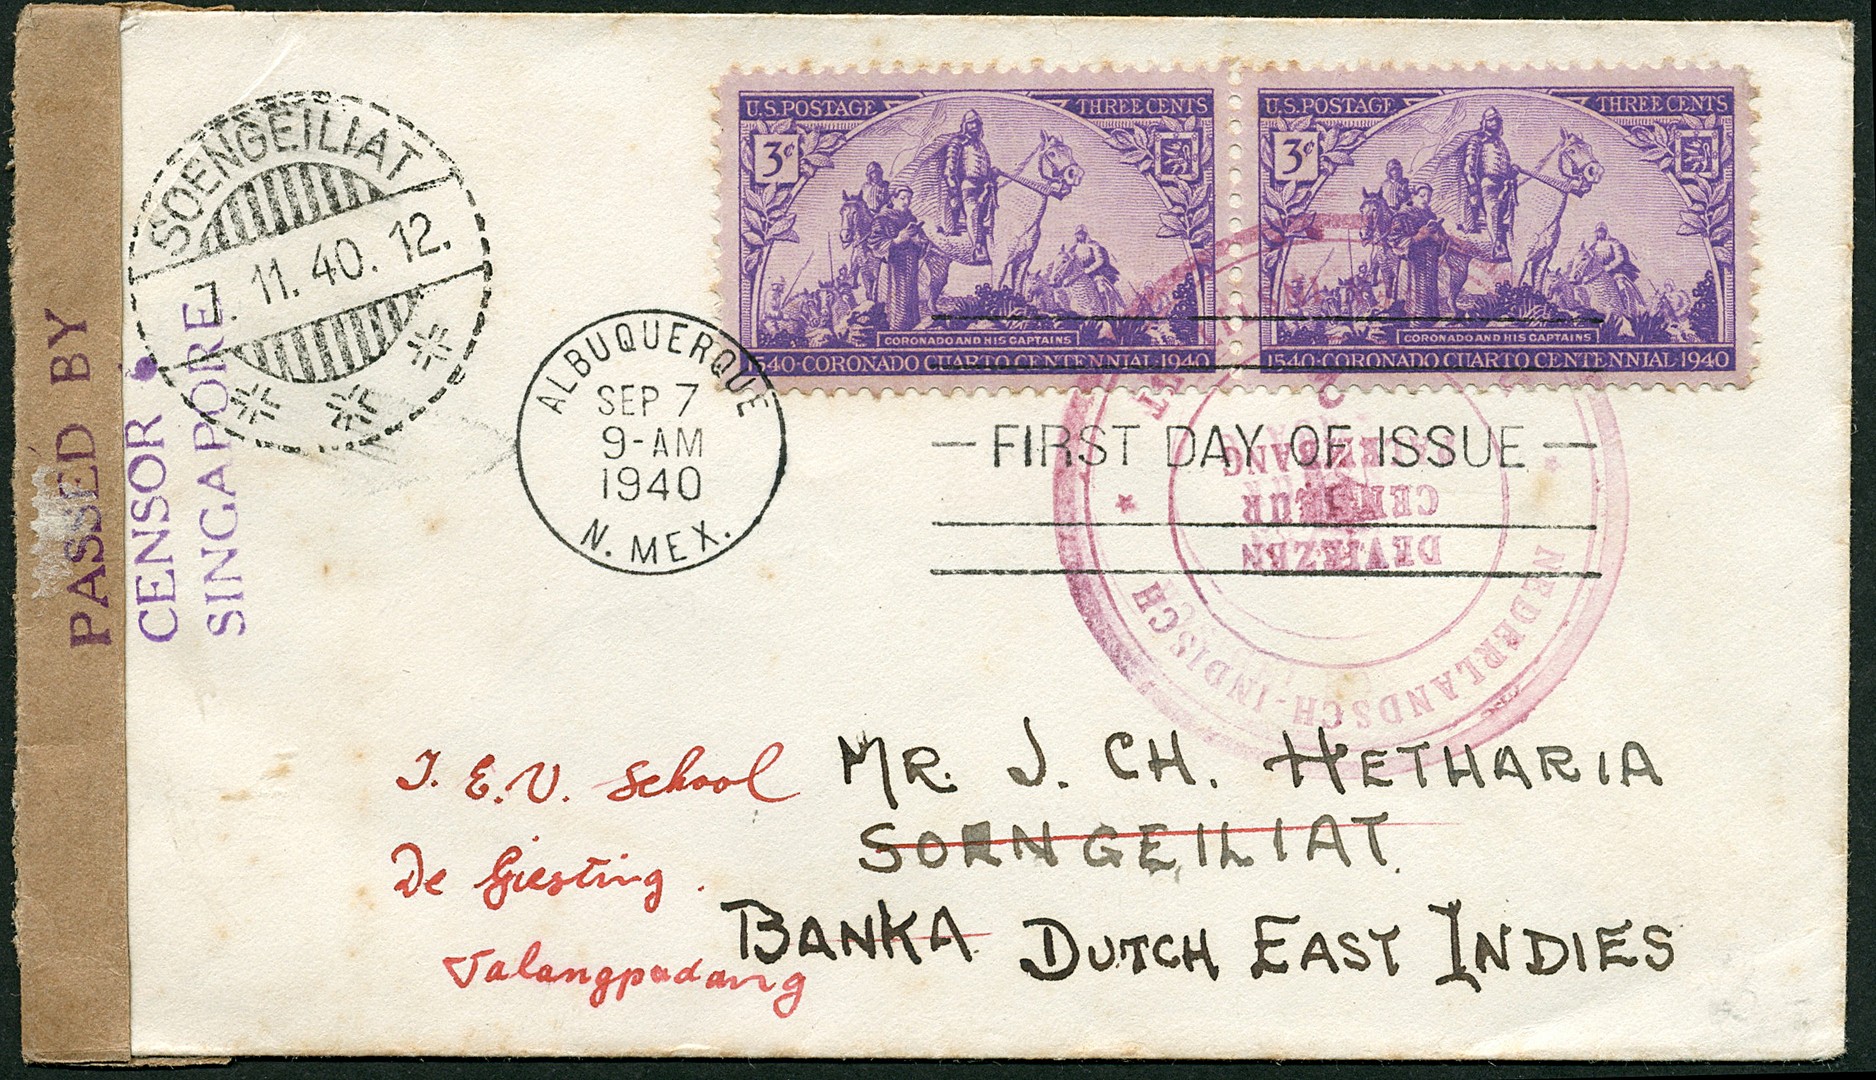 U.S. POSTAGE THREE CENTS
3¢
CORONADO AND HIS CAPTAINS
1540·CORONADO CUARTO CENTENNIAL·1940
U.S. POSTAGE THREE CENTS
3¢
CORONADO AND HIS CAPTAINS
1540·CORONADO CUARTO CENTENNIAL·1940
SOENGEILIAT
7. 11. 40. 12.
PASSED BY
CENSOR
SINGAPORE
ALBUQUERQUE
SEP 7
9-AM
1940
N. MEX.
— FIRST DAY OF ISSUE —
DEVIEZEN
CENSUUR
NEDERLANDSCH-INDISCH
MR. J. CH. HETHARIA
SOENGEILIAT.
BANKA DUTCH EAST INDIES
I. E. V. School
De Giesting.
Talangpadang